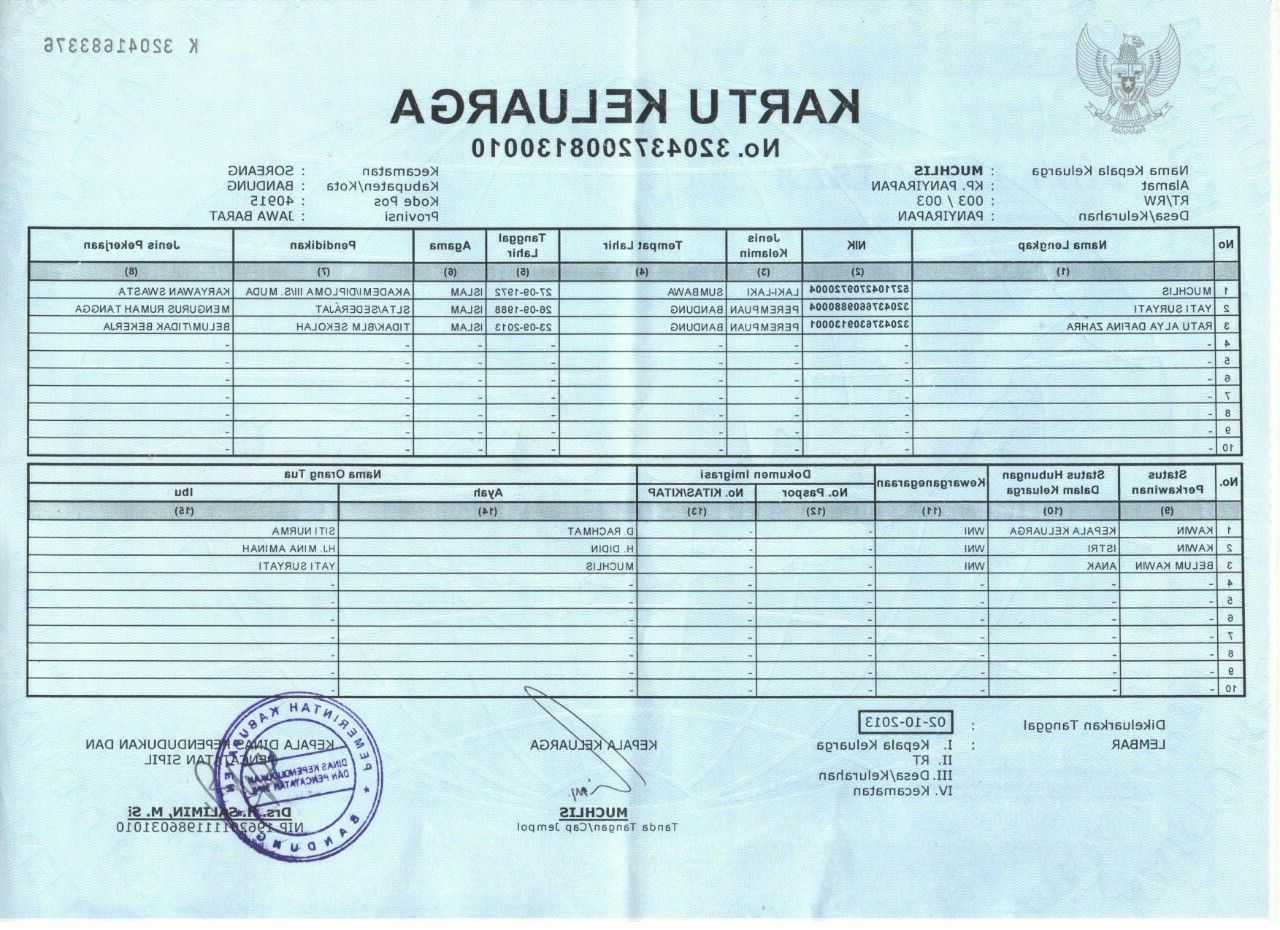 K 32041683376
KARTU KELUARGA
No. 3204372008130010
Nama Kepala Keluarga : MUCHLIS Kecamatan : SOREANG
Alamat : KP. PANYIRAPAN Kabupaten/Kota : BANDUNG
RT/RW : 003 / 003 Kode Pos : 40915
Desa/Kelurahan : PANYIRAPAN Provinsi : JAWA BARAT
No Nama Lengkap NIK Jenis Kelamin Tempat Lahir Tanggal Lahir Agama Pendidikan Jenis Pekerjaan
(1) (2) (3) (4) (5) (6) (7) (8)
1 MUCHLIS 5271042709720004 LAKI-LAKI SUMBAWA 27-09-1972 ISLAM AKADEMI/DIPLOMA III/S. MUDA KARYAWAN SWASTA
2 YATI SURYATI 3204376609880004 PEREMPUAN BANDUNG 26-09-1988 ISLAM SLTA/SEDERAJAT MENGURUS RUMAH TANGGA
3 RATU ALYA DAFINA ZAHRA 3204376309130001 PEREMPUAN BANDUNG 23-09-2013 ISLAM TIDAK/BLM SEKOLAH BELUM/TIDAK BEKERJA
4 - - - - - - - -
5 - - - - - - - -
6 - - - - - - - -
7 - - - - - - - -
8 - - - - - - - -
9 - - - - - - - -
10 - - - - - - - -
No. Status Perkawinan Status Hubungan Dalam Keluarga Kewarganegaraan Dokumen Imigrasi Nama Orang Tua
No. Paspor No. KITAS/KITAP Ayah Ibu
(9) (10) (11) (12) (13) (14) (15)
1 KAWIN KEPALA KELUARGA WNI - - D. RACHMAT SITI NURMA
2 KAWIN ISTRI WNI - - H. DIDIN HJ. MINA AMINAH
3 BELUM KAWIN ANAK WNI - - MUCHLIS YATI SURYATI
4 - - - - - - -
5 - - - - - - -
6 - - - - - - -
7 - - - - - - -
8 - - - - - - -
9 - - - - - - -
10 - - - - - - -
Dikeluarkan Tanggal : 02-10-2013
LEMBAR : I. Kepala Keluarga
II. RT
III. Desa/Kelurahan
IV. Kecamatan
KEPALA KELUARGA
MUCHLIS
Tanda Tangan/Cap Jempol
KEPALA DINAS KEPENDUDUKAN DAN
PENCATATAN SIPIL
Drs. H. SALIMIN, M. Si
NIP.
PEMERINTAH KABUPATEN
DINAS KEPENDUDUKAN
DAN PENCATATAN SIPIL
* BANDUNG *